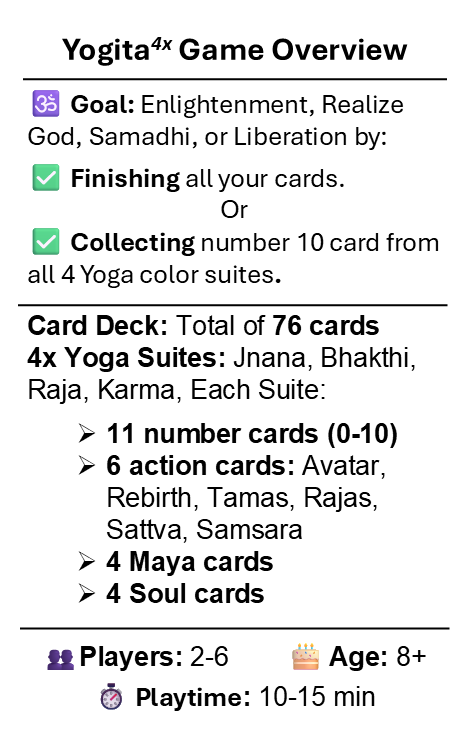 Yogita4x Game Overview
🕉️ Goal: Enlightenment, Realize
God, Samadhi, or Liberation by:
✅ Finishing all your cards.
Or
✅ Collecting number 10 card from
all 4 Yoga color suites.
Card Deck: Total of 76 cards
4x Yoga Suites: Jnana, Bhakthi,
Raja, Karma, Each Suite:
➢ 11 number cards (0-10)
➢ 6 action cards: Avatar,
Rebirth, Tamas, Rajas,
Sattva, Samsara
➢ 4 Maya cards
➢ 4 Soul cards
👥 Players: 2-6 🎂 Age: 8+
⏱️ Playtime: 10-15 min